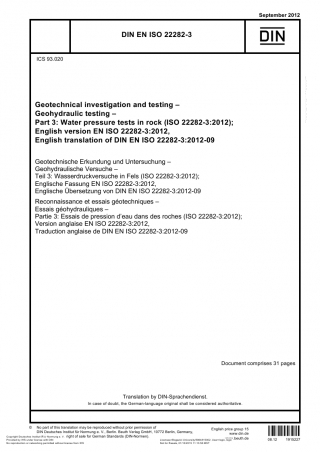 September 2012
DIN EN ISO 22282-3
DIN
ICS 93.020
Geotechnical investigation and testing –
Geohydraulic testing –
Part 3: Water pressure tests in rock (ISO 22282-3:2012);
English version EN ISO 22282-3:2012,
English translation of DIN EN ISO 22282-3:2012-09
Geotechnische Erkundung und Untersuchung –
Geohydraulische Versuche –
Teil 3: Wasserdruckversuche in Fels (ISO 22282-3:2012);
Englische Fassung EN ISO 22282-3:2012,
Englische Übersetzung von DIN EN ISO 22282-3:2012-09
Reconnaissance et essais géotechniques –
Essais géohydrauliques –
Partie 3: Essais de pression d'eau dans des roches (ISO 22282-3:2012);
Version anglaise EN ISO 22282-3:2012,
Traduction anglaise de DIN EN ISO 22282-3:2012-09
Document comprises 31 pages
Translation by DIN-Sprachendienst.
In case of doubt, the German-language original shall be considered authoritative.
© No part of this translation may be reproduced without prior permission of
DIN Deutsches Institut für Normung e. V., Berlin. Beuth Verlag GmbH, 10772 Berlin, Germany,
right of sale for German Standards (DIN-Normen).
English price group 15
www.din.de
www.beuth.de